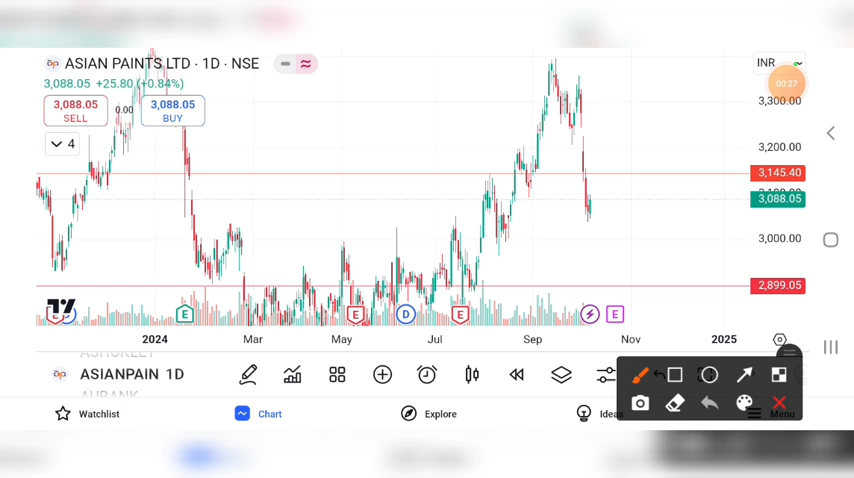 ASIAN PAINTS LTD · 1D · NSE
INR
00:27
3,088.05 +25.80 (+0.84%)
3,088.05
SELL
0.00
3,088.05
BUY
4
3,300.00
3,200.00
3,145.40
3,088.05
3,000.00
2,899.05
E
E
D
E
E
2024
Mar
May
Jul
Sep
Nov
2025
ASHOKLEY
ASIANPAIN 1D
AUBANK
Watchlist
Chart
Explore
Ideas
Menu